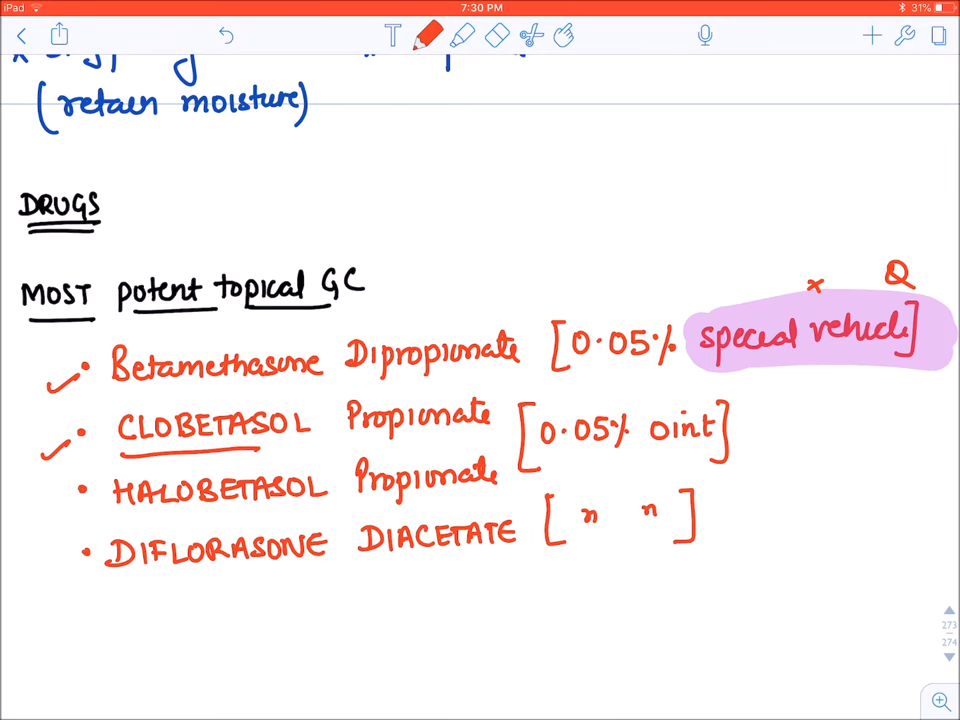 iPad 7:30 PM 31%
T
(retain moisture)
DRUGS
MOST potent topical GC
x Q
• Betamethasone Dipropionate [0.05% special vehicle]
• CLOBETASOL Propionate [0.05% oint]
• HALOBETASOL Propionate
• DIFLORASONE DIACETATE [ " " ]
273
274